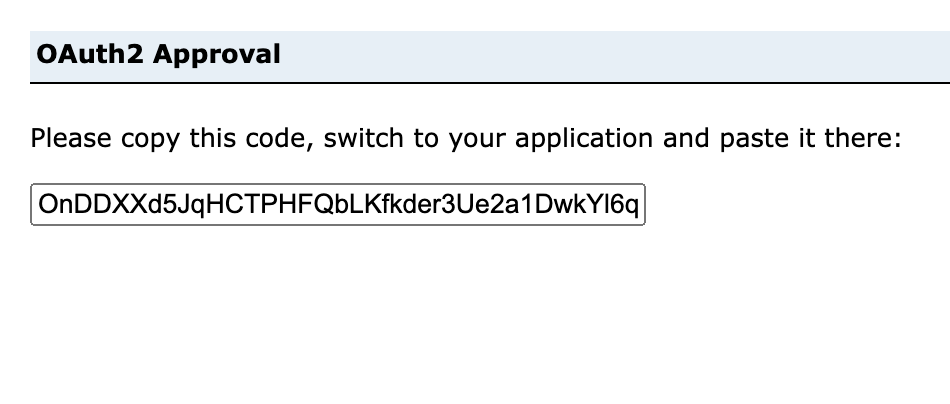 OAuth2 Approval
Please copy this code, switch to your application and paste it there:
OnDDXXd5JqHCTPHFQbLKfkder3Ue2a1DwkYl6q